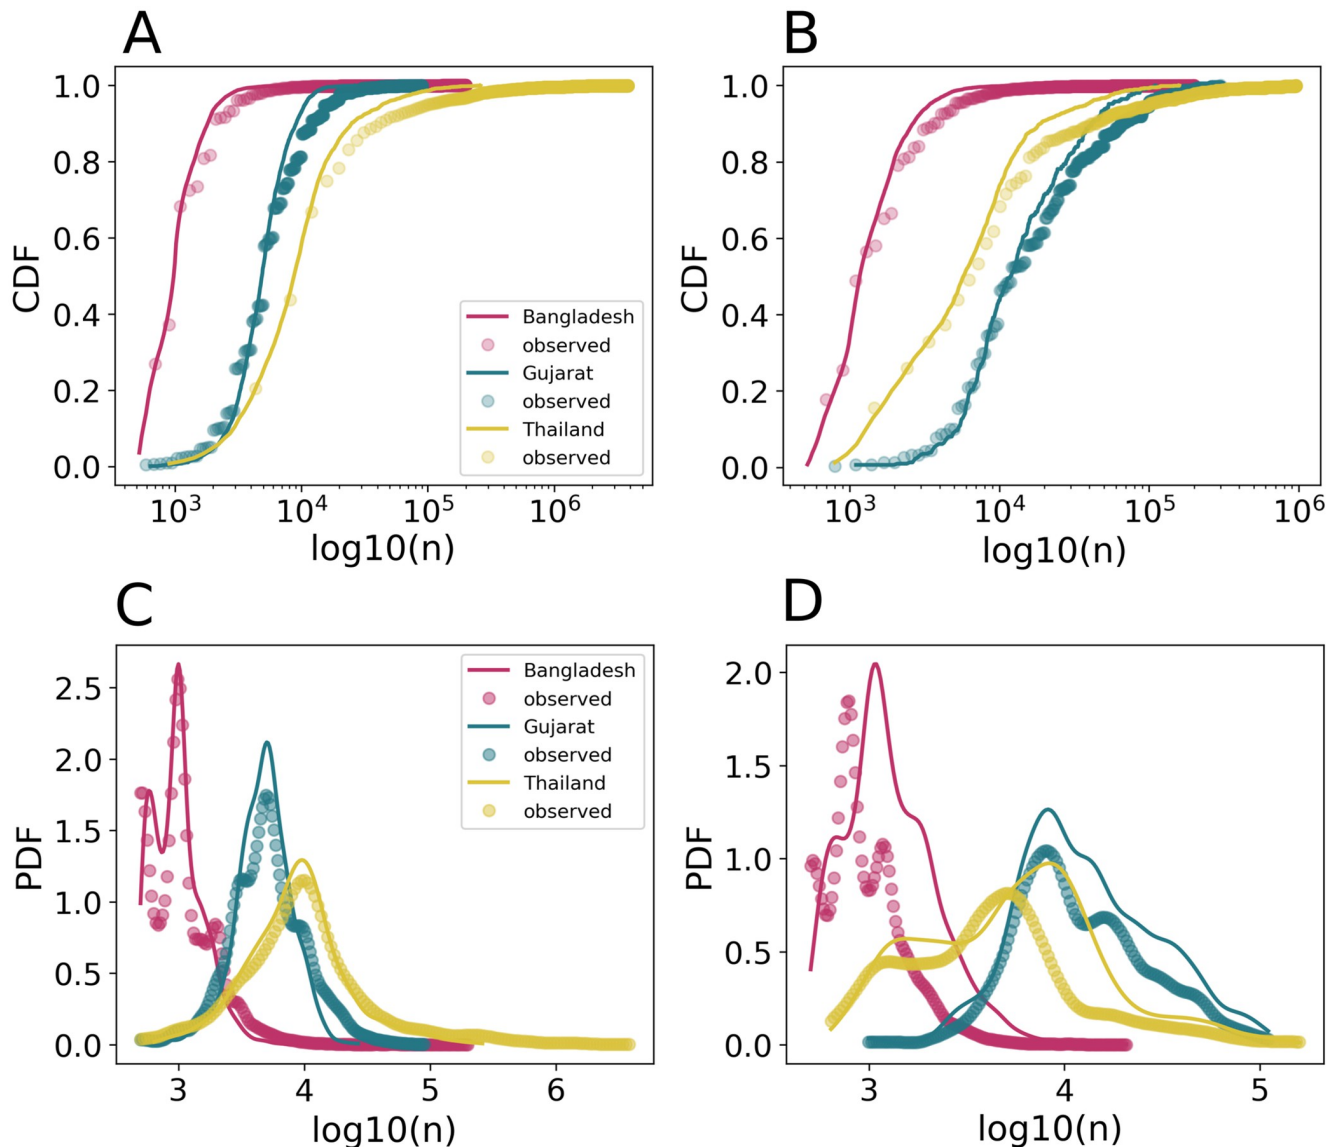 A
CDF
1.0
0.8
0.6
0.4
0.2
0.0
10³
10⁴
10⁵
10⁶
log10(n)
Bangladesh
observed
Gujarat
observed
Thailand
observed
B
CDF
1.0
0.8
0.6
0.4
0.2
0.0
10³
10⁴
10⁵
10⁶
log10(n)
C
PDF
2.5
2.0
1.5
1.0
0.5
0.0
3
4
5
6
log10(n)
Bangladesh
observed
Gujarat
observed
Thailand
observed
D
PDF
2.0
1.5
1.0
0.5
0.0
3
4
5
log10(n)